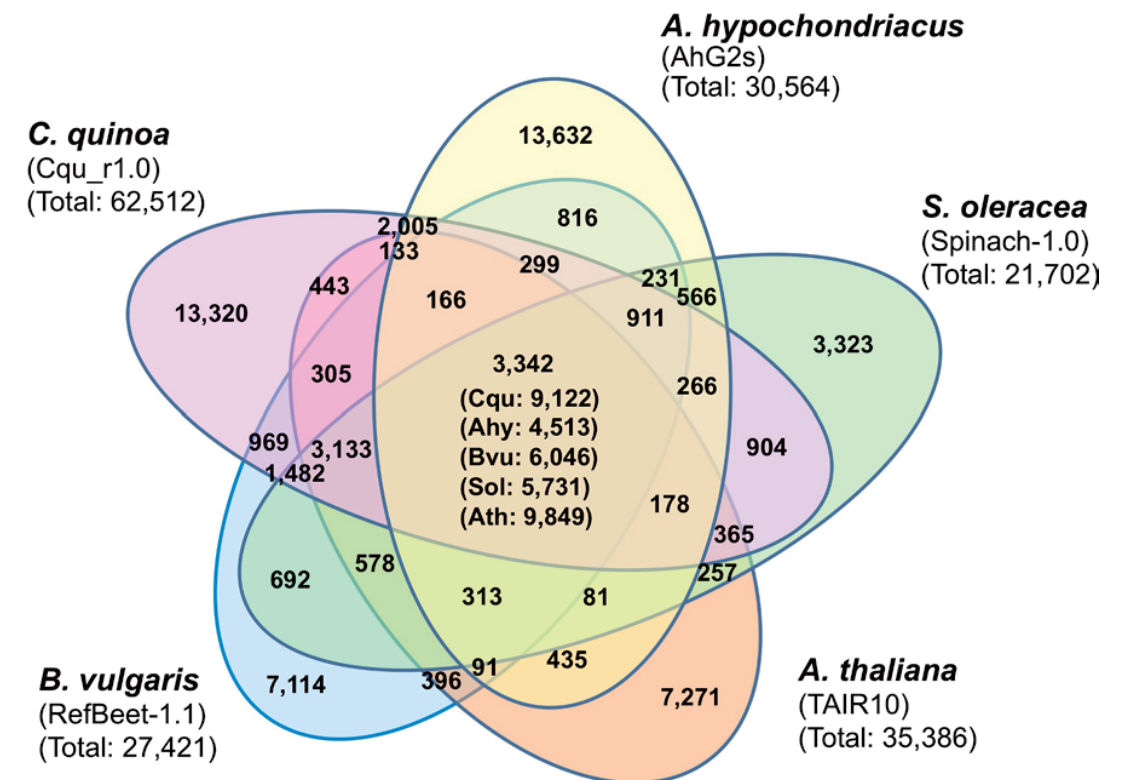 A. hypochondriacus
(AhG2s)
(Total: 30,564)
C. quinoa
(Cqu_r1.0)
(Total: 62,512)
S. oleracea
(Spinach-1.0)
(Total: 21,702)
13,632
816
2,005
133
299
443
166
231
566
13,320
911
3,323
305
3,342
(Cqu: 9,122)
(Ahy: 4,513)
(Bvu: 6,046)
(Sol: 5,731)
(Ath: 9,849)
266
969
3,133
1,482
904
178
365
578
257
692
313
81
91
435
396
7,114
7,271
B. vulgaris
(RefBeet-1.1)
(Total: 27,421)
A. thaliana
(TAIR10)
(Total: 35,386)